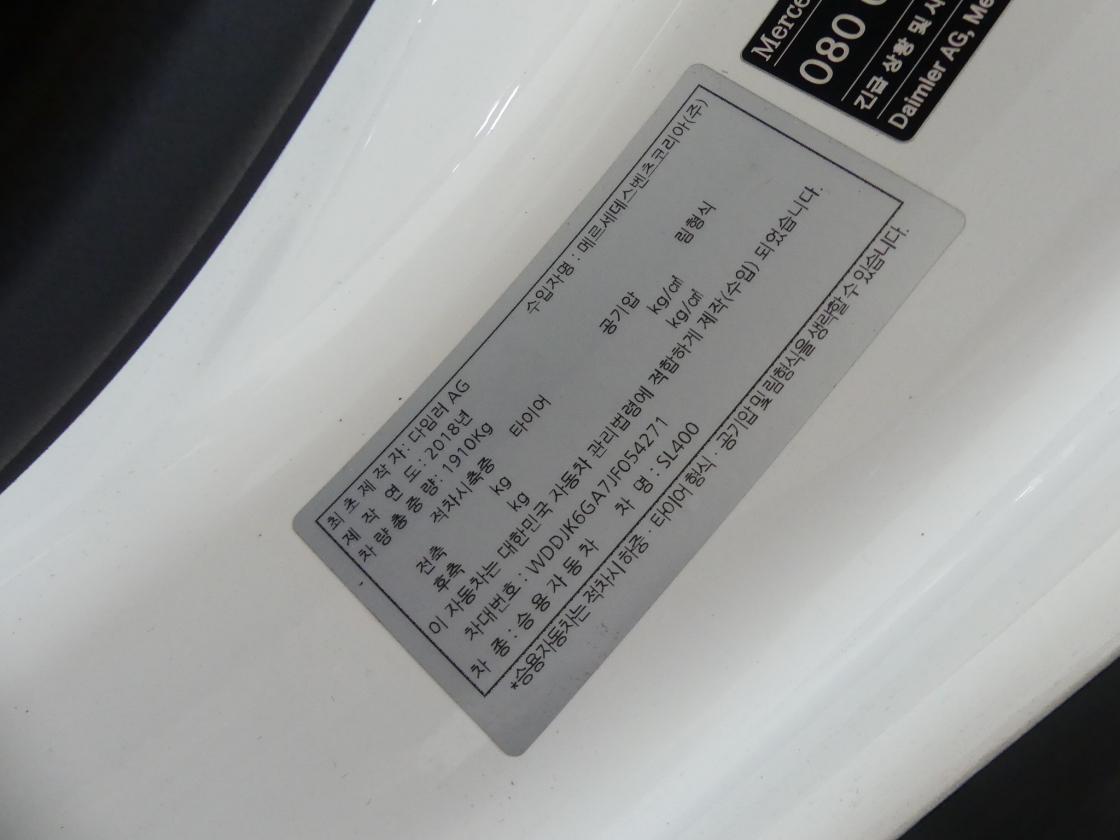 최초제작자: 다임러 AG 수입자명 : 메르세데스벤츠코리아(주)
제 작 연 도 : 2018년
차 량 총 중 량: 1910Kg
적차시축중 타이어 공기압 림형식
전축 kg kg/㎠
후축 kg kg/㎠
이 자동차는 대한민국 자동차 관리법령에 적합하게 제작(수입) 되었습니다.
차대번호 : WDDJK6GA7JF054271
차 종 : 승 용 자 동 차 차 명 : SL400
*승용자동차는 적차시 하중 · 타이어 형식 · 공기압 및 림형식을 생략할 수 있습니다.
080
긴급 상황 및
Daimler AG,